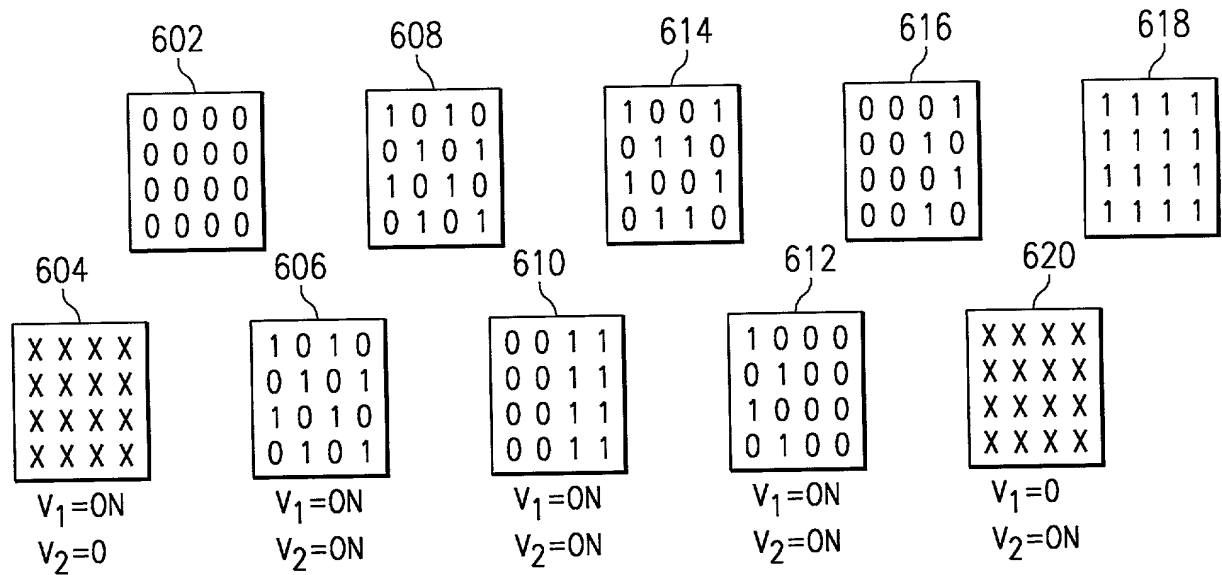 602 608 614 616 618
0 0 0 0
0 0 0 0
0 0 0 0
0 0 0 0
1 0 1 0
0 1 0 1
1 0 1 0
0 1 0 1
1 0 0 1
0 1 1 0
1 0 0 1
0 1 1 0
0 0 0 1
0 0 1 0
0 0 0 1
0 0 1 0
1 1 1 1
1 1 1 1
1 1 1 1
1 1 1 1
604 606 610 612 620
X X X X
X X X X
X X X X
X X X X
V1=ON
V2=0
1 0 1 0
0 1 0 1
1 0 1 0
0 1 0 1
V1=ON
V2=ON
0 0 1 1
0 0 1 1
0 0 1 1
0 0 1 1
V1=ON
V2=ON
1 0 0 0
0 1 0 0
1 0 0 0
0 1 0 0
V1=ON
V2=ON
X X X X
X X X X
X X X X
X X X X
V1=0
V2=ON